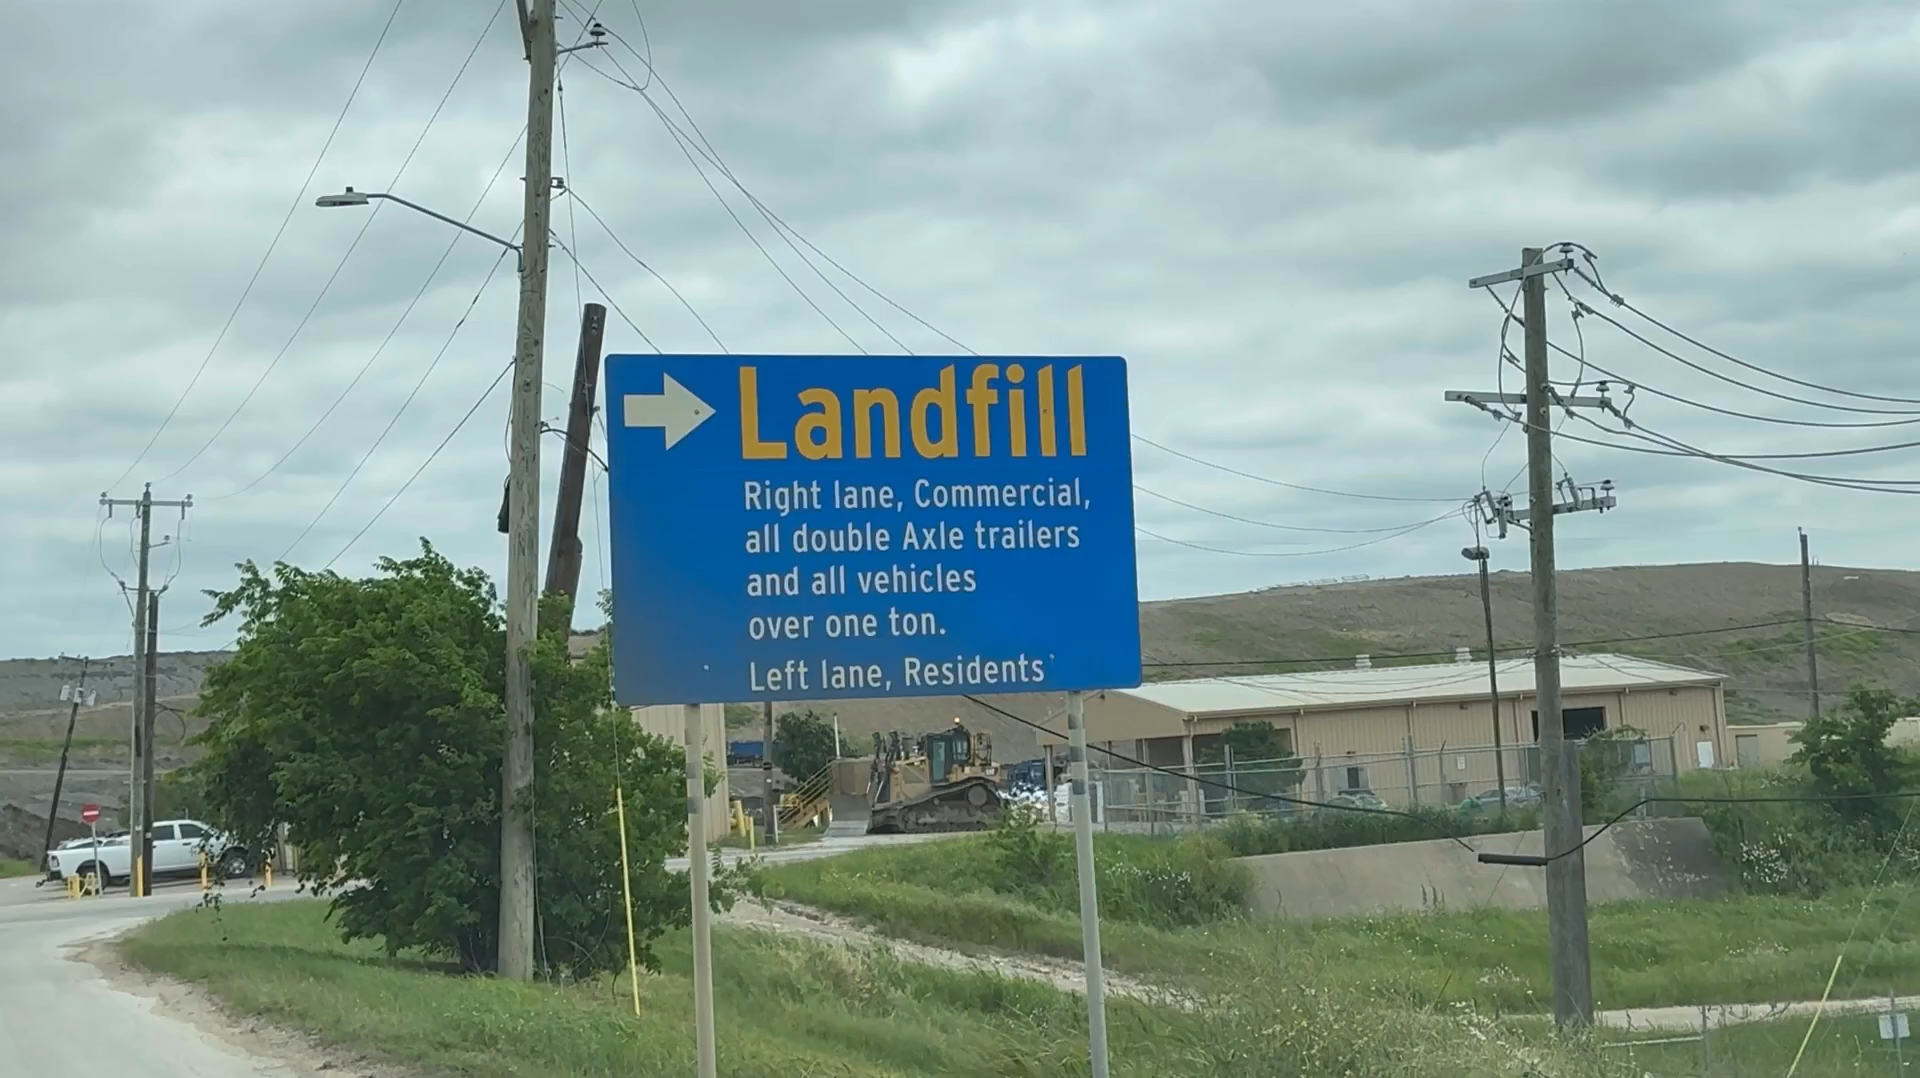 Landfill
Right lane, Commercial,
all double Axle trailers
and all vehicles
over one ton.
Left lane, Residents